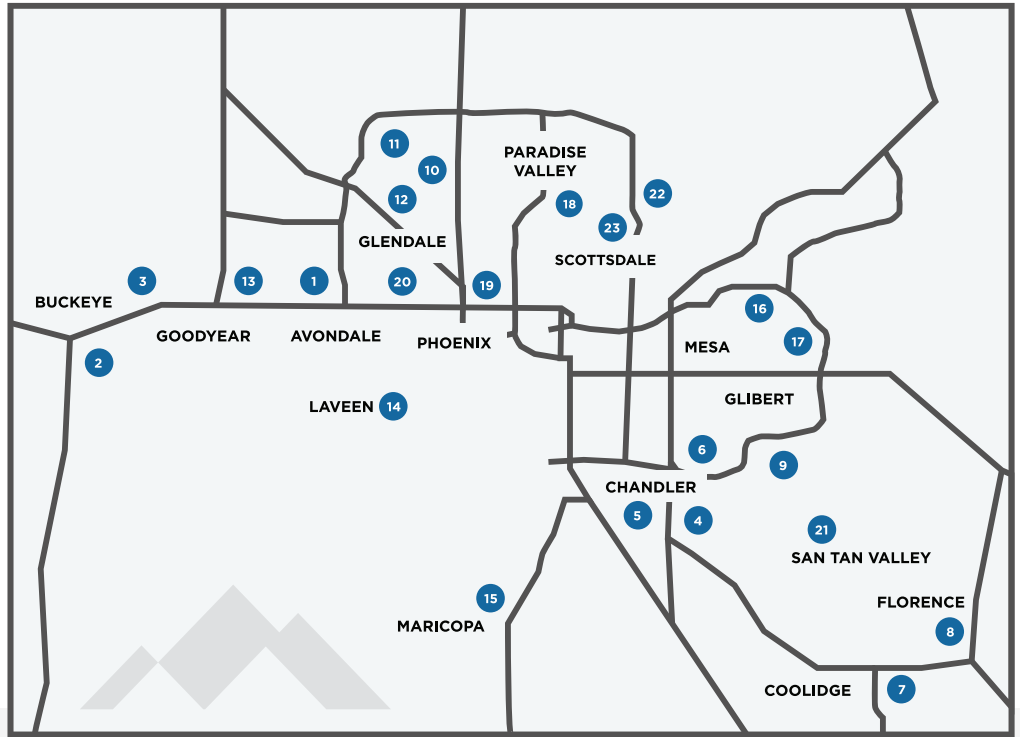 11
PARADISE
VALLEY
10
12
18
22
23
GLENDALE
SCOTTSDALE
3
13
1
20
19
BUCKEYE
16
GOODYEAR
AVONDALE
PHOENIX
MESA
17
2
LAVEEN 14
GLIBERT
6
9
CHANDLER
5
4
21
SAN TAN VALLEY
15
FLORENCE
MARICOPA
8
COOLIDGE
7